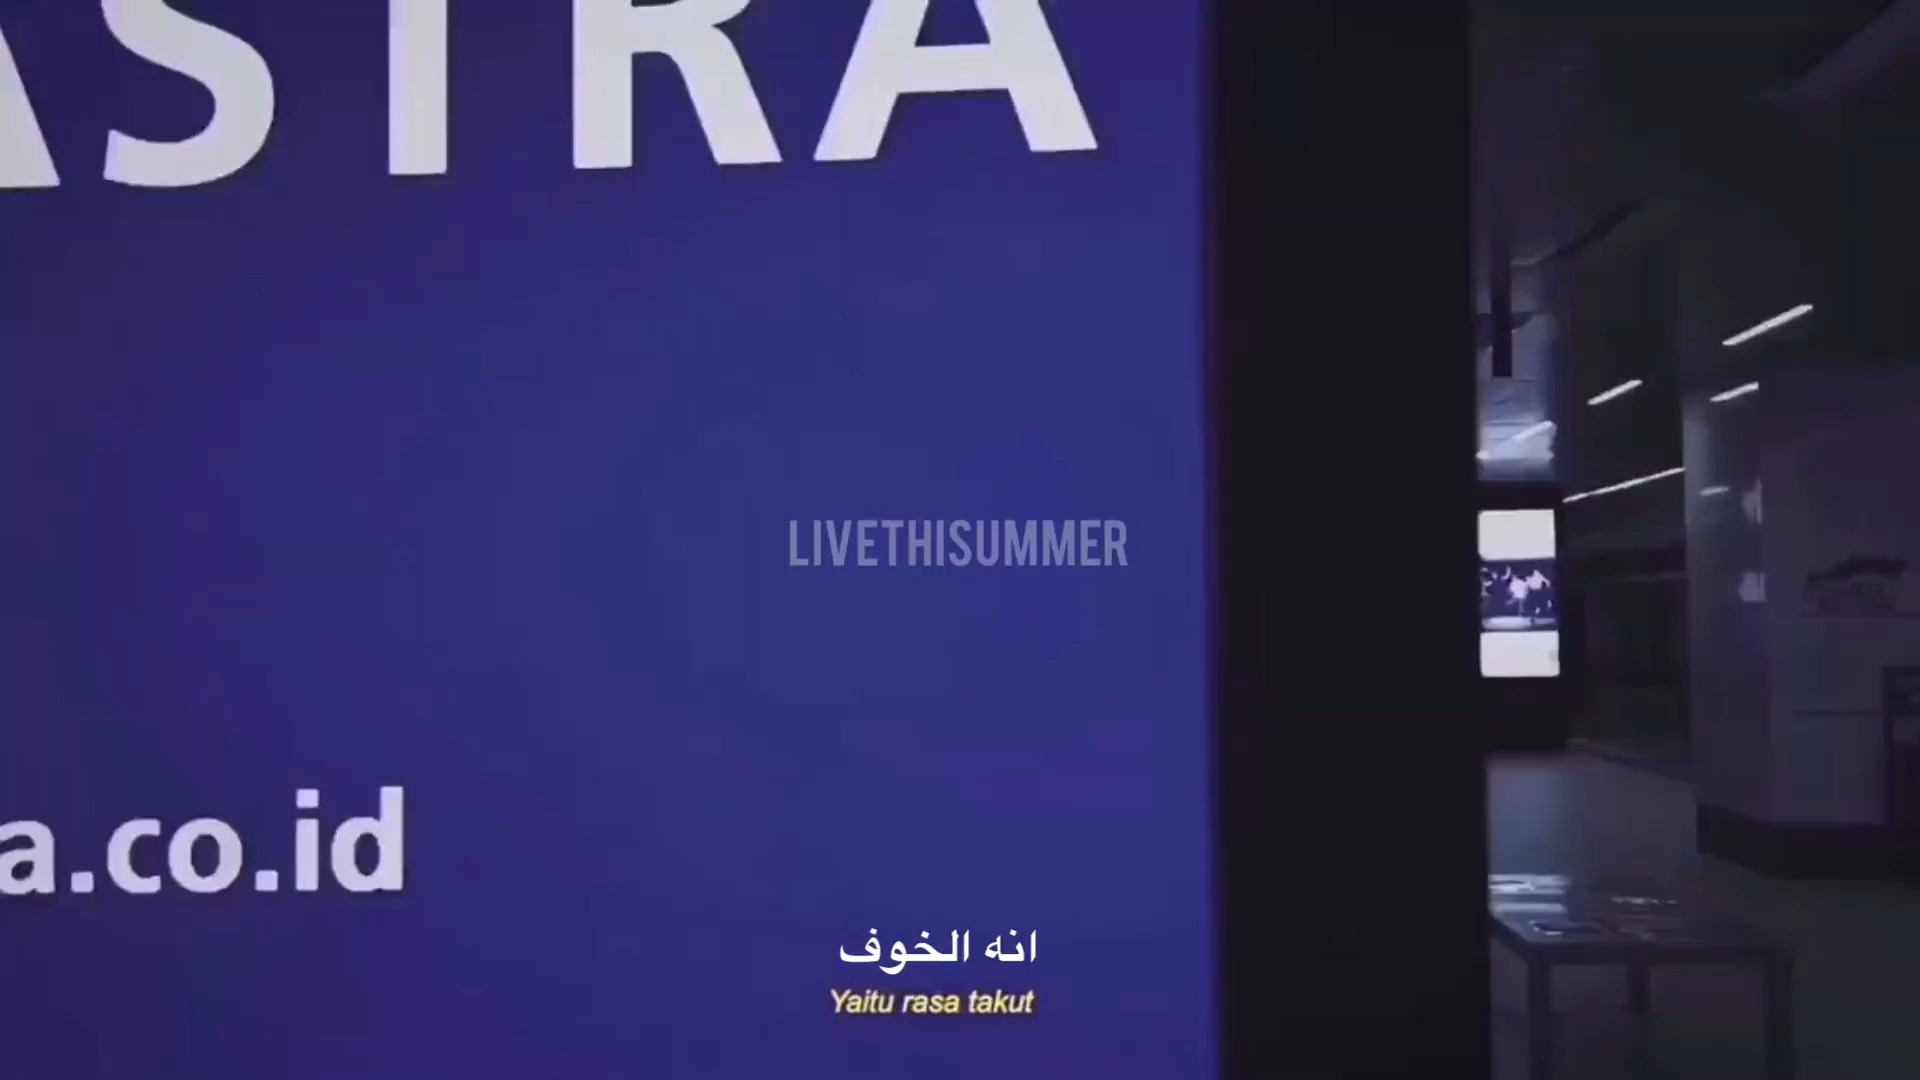 ASTRA
LIVETHISUMMER
a.co.id
انه الخوف
Yaitu rasa takut